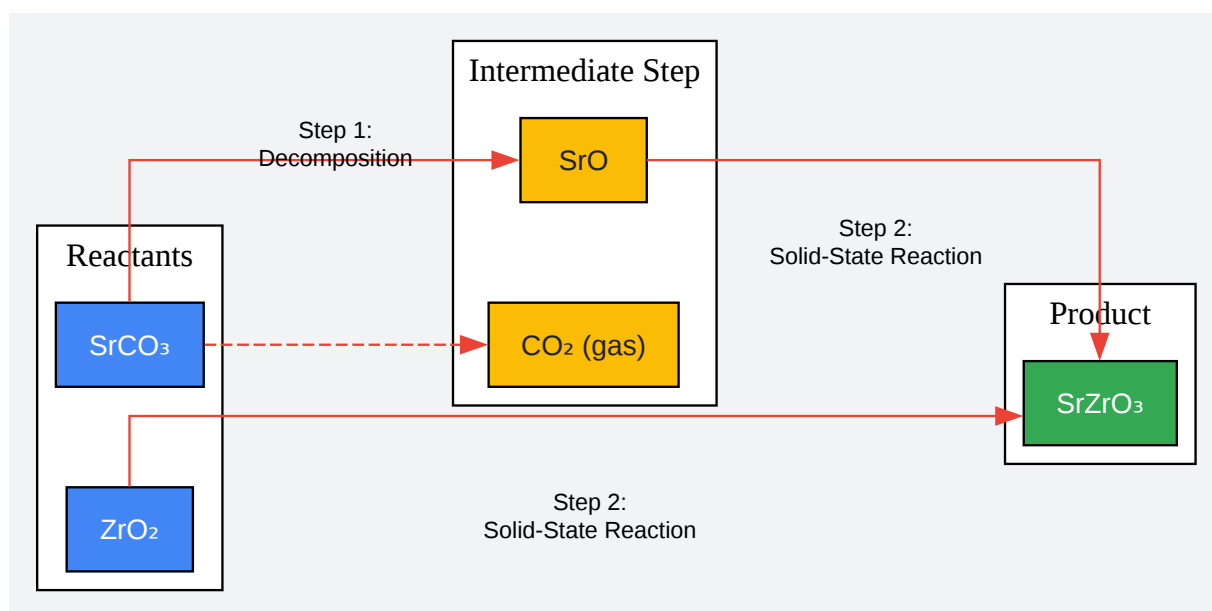 Intermediate Step
Step 1:
Decomposition
SrO
Step 2:
Solid-State Reaction
Reactants
Product
SrCO₃
CO₂ (gas)
SrZrO₃
ZrO₂
Step 2:
Solid-State Reaction